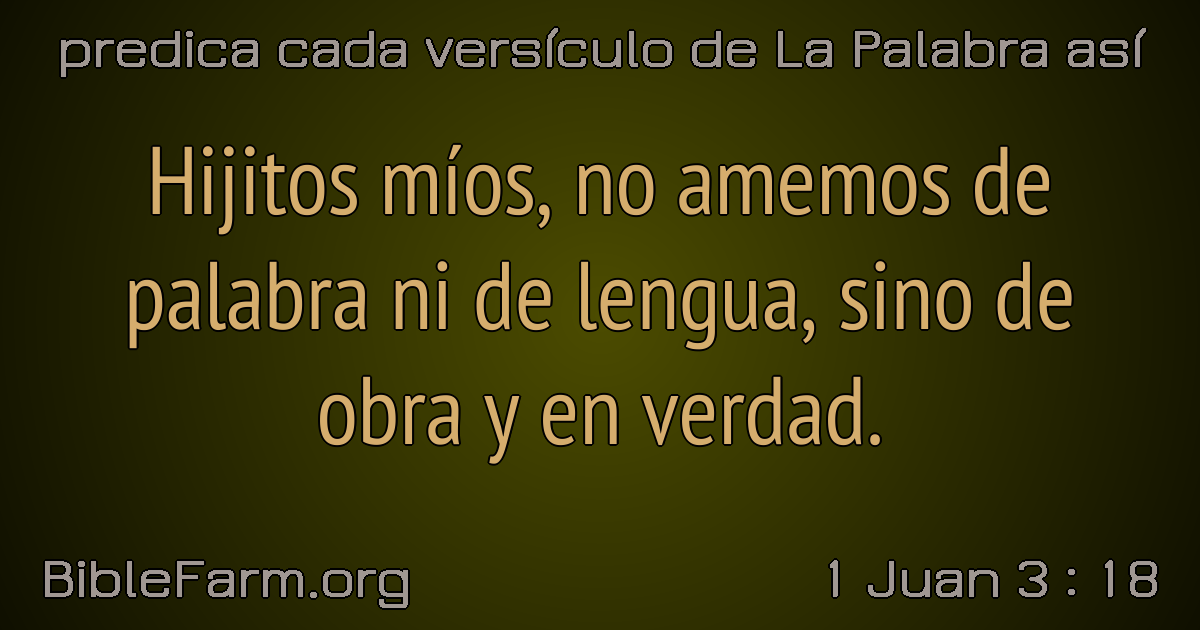 predica cada versículo de La Palabra así
Hijitos míos, no amemos de
palabra ni de lengua, sino de
obra y en verdad.
BibleFarm.org
1 Juan 3 : 18